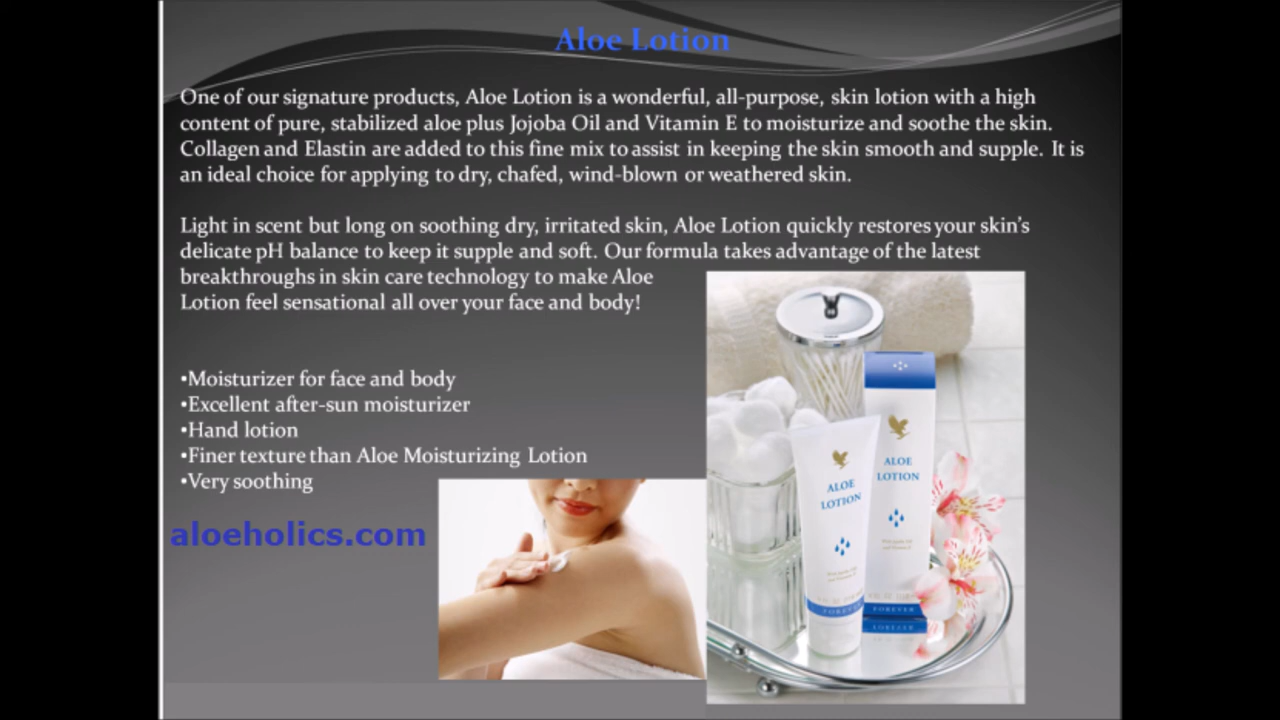 Aloe Lotion
One of our signature products, Aloe Lotion is a wonderful, all-purpose, skin lotion with a high
content of pure, stabilized aloe plus Jojoba Oil and Vitamin E to moisturize and soothe the skin.
Collagen and Elastin are added to this fine mix to assist in keeping the skin smooth and supple. It is
an ideal choice for applying to dry, chafed, wind-blown or weathered skin.
Light in scent but long on soothing dry, irritated skin, Aloe Lotion quickly restores your skin's
delicate pH balance to keep it supple and soft. Our formula takes advantage of the latest
breakthroughs in skin care technology to make Aloe
Lotion feel sensational all over your face and body!
•Moisturizer for face and body
•Excellent after-sun moisturizer
•Hand lotion
•Finer texture than Aloe Moisturizing Lotion
•Very soothing
aloeholics.com
ALOE
LOTION
FOREVER
ALOE
LOTION
FOREVER